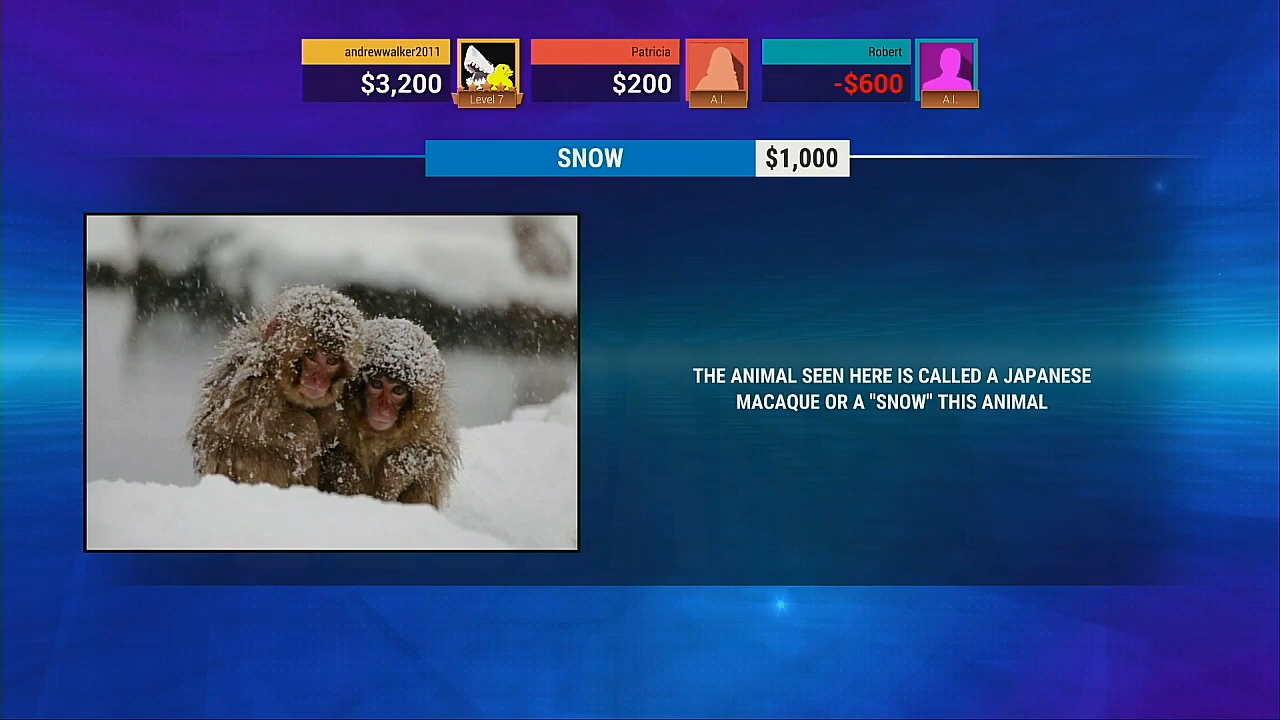 andrewwalker2011 Patricia Robert
$3,200 $200 -$600
Level 7 A.I. A.I.
SNOW $1,000
THE ANIMAL SEEN HERE IS CALLED A JAPANESE
MACAQUE OR A "SNOW" THIS ANIMAL